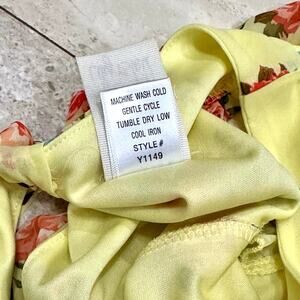 MACHINE WASH COLD
GENTLE CYCLE
TUMBLE DRY LOW
COOL IRON
STYLE#
Y1149